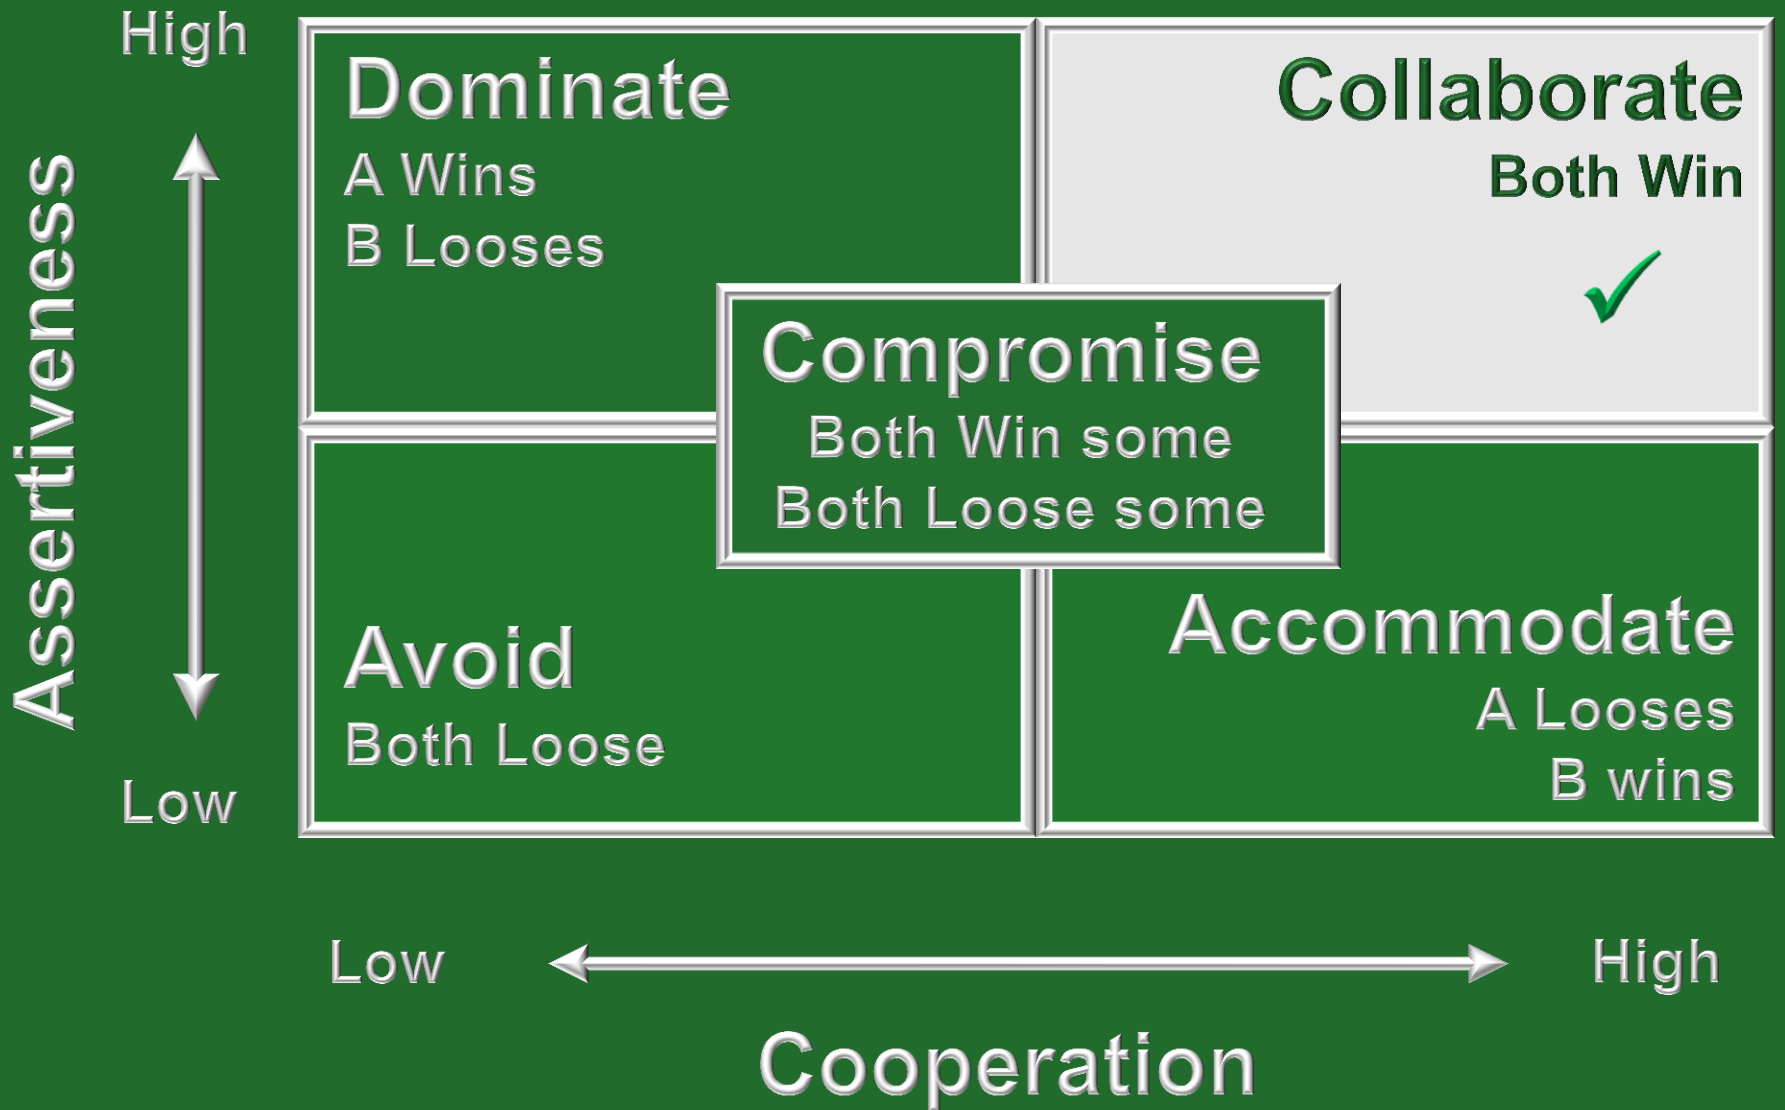 High
Dominate
A Wins
B Looses
Collaborate
Both Win
Assertiveness
Compromise
Both Win some
Both Loose some
Avoid
Both Loose
Accommodate
A Looses
B wins
Low
Low
High
Cooperation